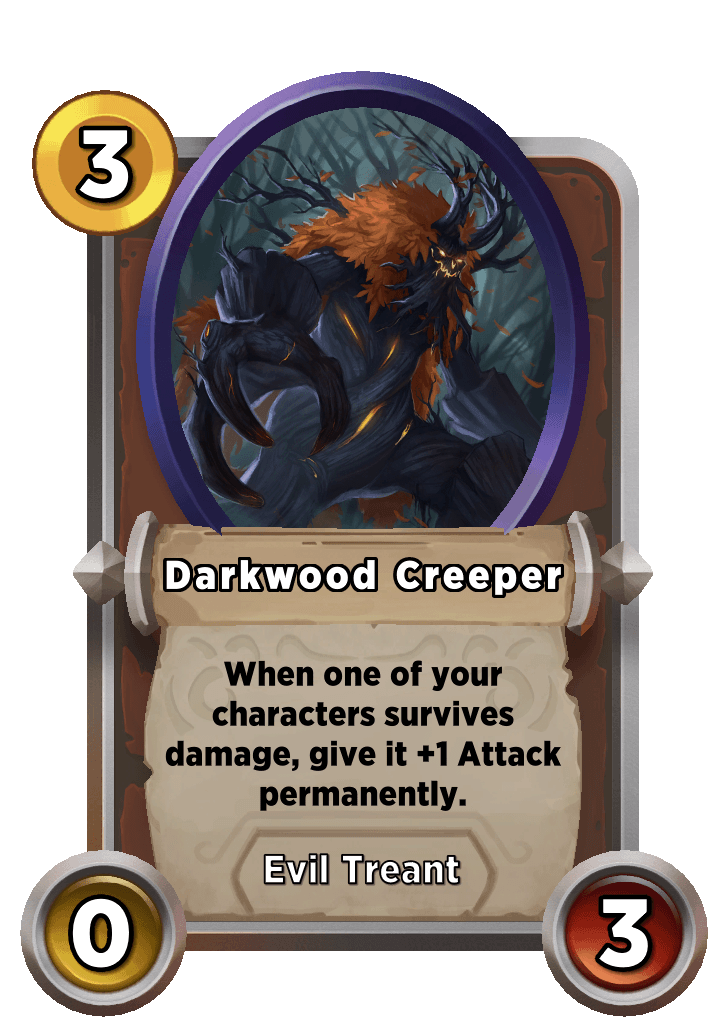 3
Darkwood Creeper
When one of your
characters survives
damage, give it +1 Attack
permanently.
Evil Treant
0
3